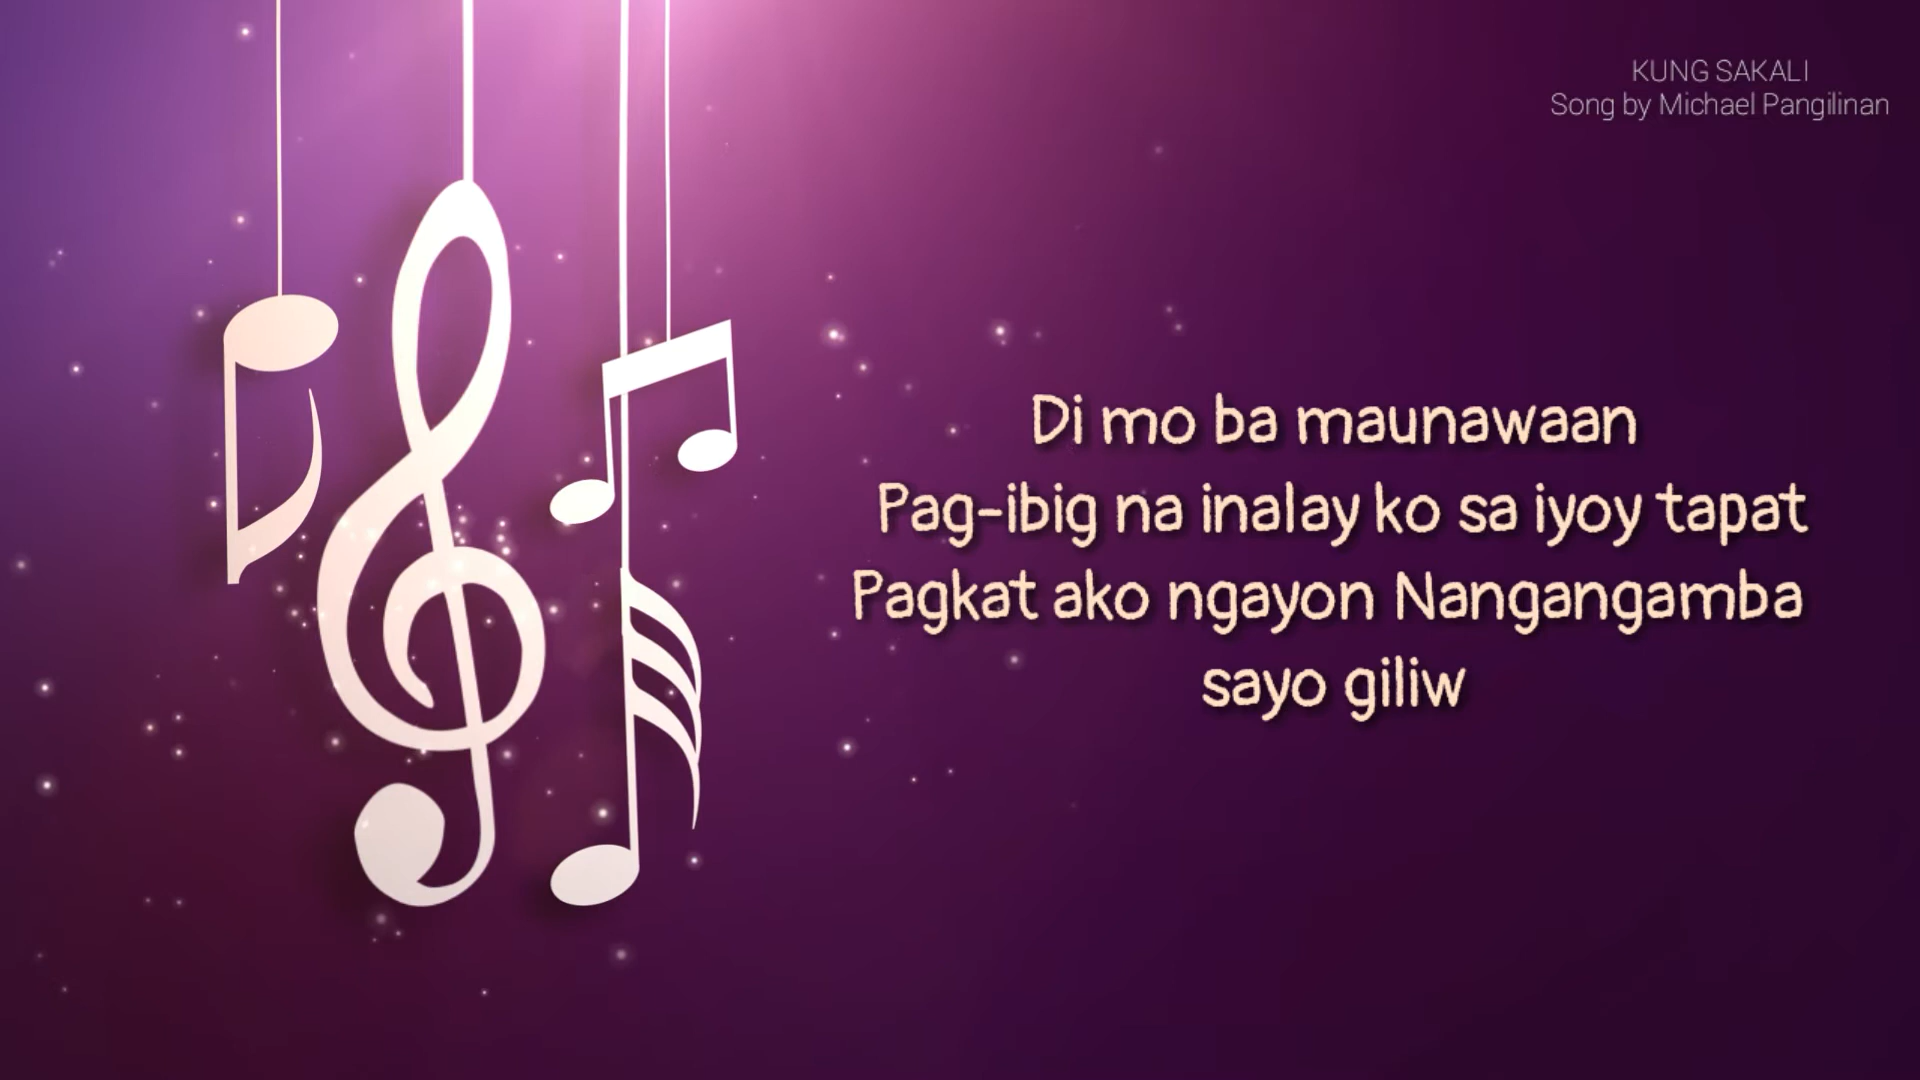 KUNG SAKALI
Song by Michael Pangilinan
Di mo ba maunawaan
Pag-ibig na inalay ko sa iyoy tapat
Pagkat ako ngayon Nangangamba
sayo giliw